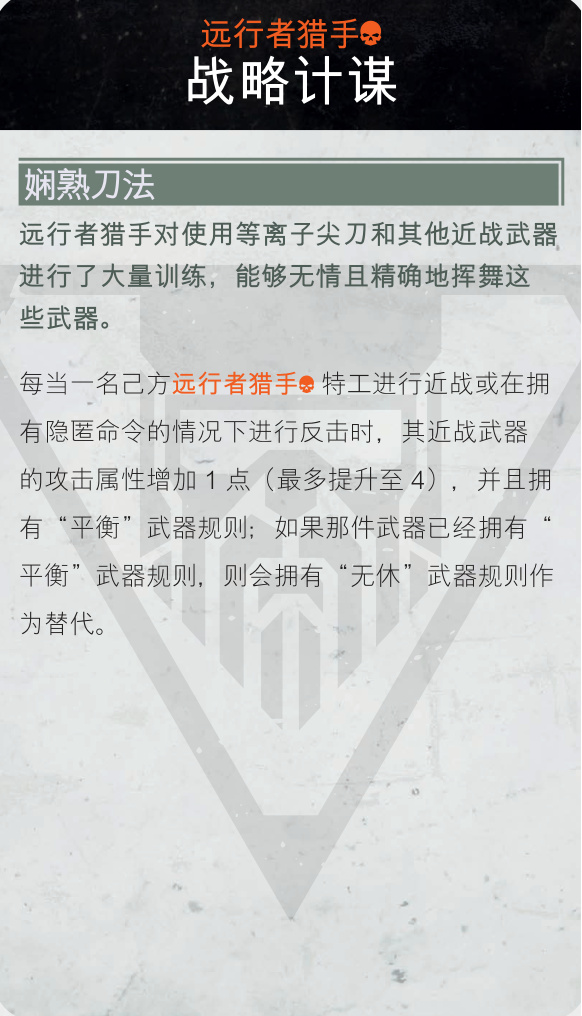 远行者猎手
战略计谋
娴熟刀法
远行者猎手对使用等离子尖刀和其他近战武器
进行了大量训练，能够无情且精确地挥舞这
些武器。
每当一名己方远行者猎手 特工进行近战或在拥
有隐匿命令的情况下进行反击时，其近战武器
的攻击属性增加 1 点（最多提升至 4），并且拥
有“平衡”武器规则；如果那件武器已经拥有“
平衡”武器规则，则会拥有“无休”武器规则作
为替代。